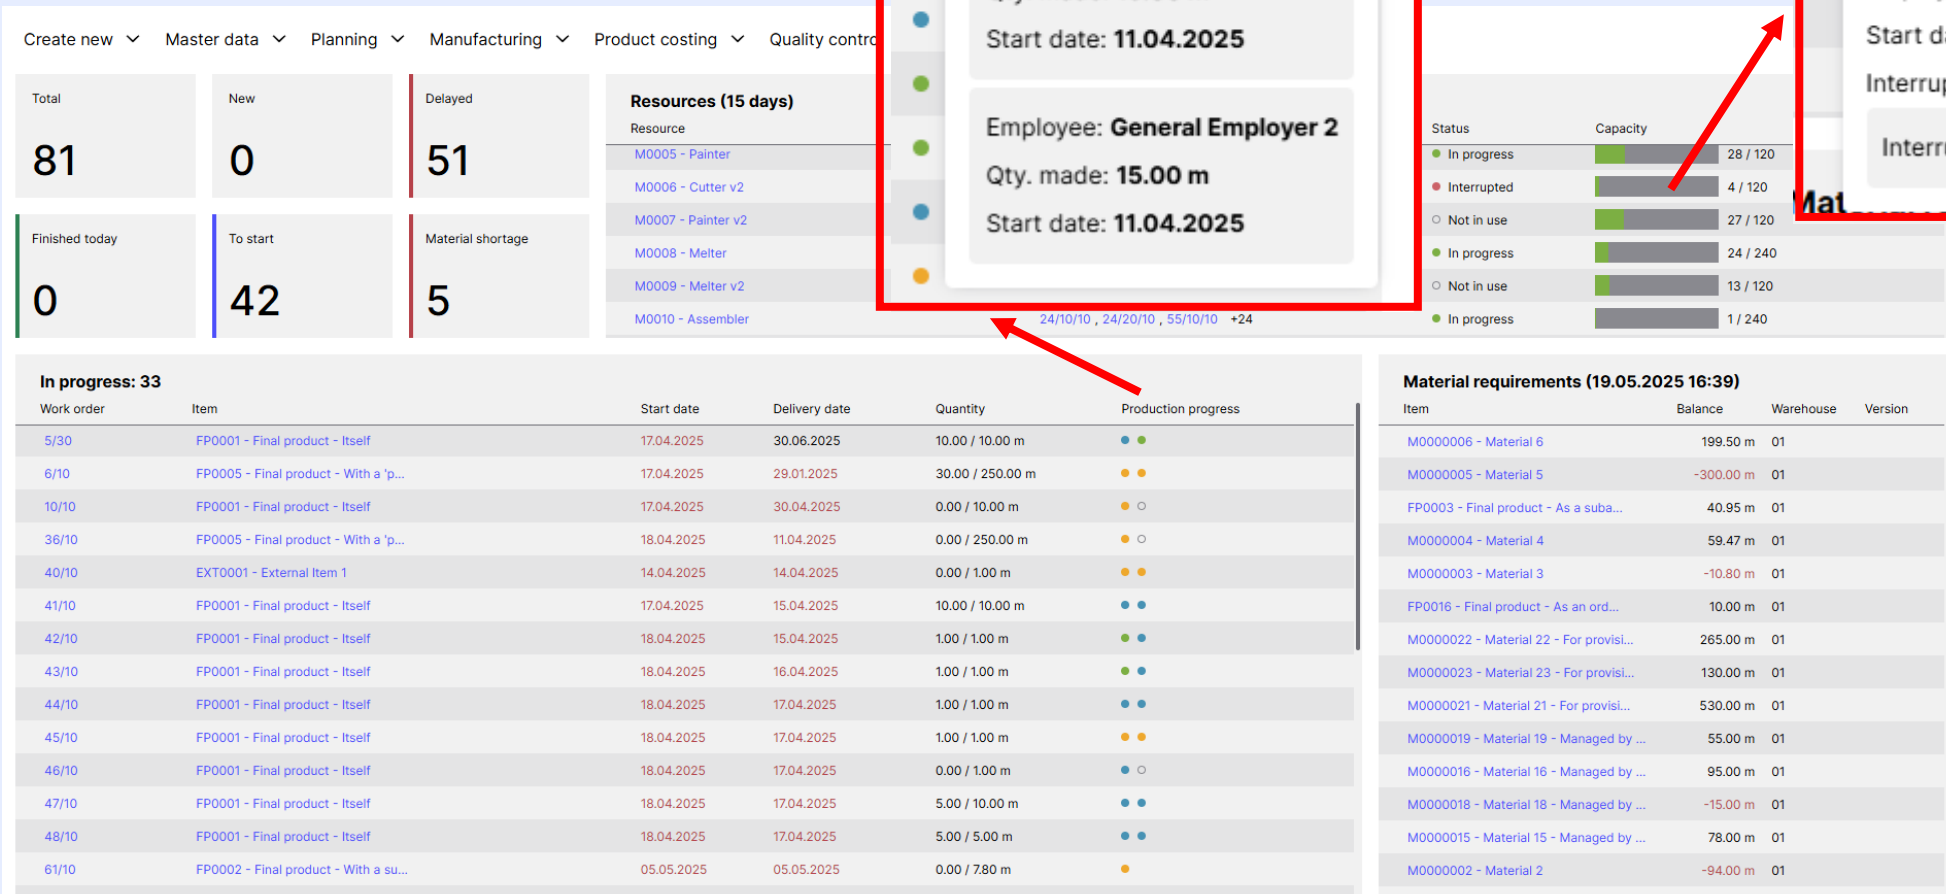 Create new Master data Planning Manufacturing Product costing Quality contro
Total New Delayed
81 0 51
Finished today To start Material shortage
0 42 5
Resources (15 days)
Resource Status Capacity
M0005 - Painter In progress 28 / 120
M0006 - Cutter v2 Interrupted 4 / 120
M0007 - Painter v2 Not in use 27 / 120
M0008 - Melter In progress 24 / 240
M0009 - Melter v2 Not in use 13 / 120
M0010 - Assembler 24/10/10 , 24/20/10 , 55/10/10 +24 In progress 1 / 240
Start date: 11.04.2025
Employee: General Employer 2
Qty. made: 15.00 m
Start date: 11.04.2025
Start da
Interrup
Interru
In progress: 33
Work order Item Start date Delivery date Quantity Production progress
5/30 FP0001 - Final product - Itself 17.04.2025 30.06.2025 10.00 / 10.00 m
6/10 FP0005 - Final product - With a 'p... 17.04.2025 29.01.2025 30.00 / 250.00 m
10/10 FP0001 - Final product - Itself 17.04.2025 30.04.2025 0.00 / 10.00 m
36/10 FP0005 - Final product - With a 'p... 18.04.2025 11.04.2025 0.00 / 250.00 m
40/10 EXT0001 - External Item 1 14.04.2025 14.04.2025 0.00 / 1.00 m
41/10 FP0001 - Final product - Itself 17.04.2025 15.04.2025 10.00 / 10.00 m
42/10 FP0001 - Final product - Itself 18.04.2025 15.04.2025 1.00 / 1.00 m
43/10 FP0001 - Final product - Itself 18.04.2025 16.04.2025 1.00 / 1.00 m
44/10 FP0001 - Final product - Itself 18.04.2025 17.04.2025 1.00 / 1.00 m
45/10 FP0001 - Final product - Itself 18.04.2025 17.04.2025 1.00 / 1.00 m
46/10 FP0001 - Final product - Itself 18.04.2025 17.04.2025 0.00 / 1.00 m
47/10 FP0001 - Final product - Itself 18.04.2025 17.04.2025 5.00 / 10.00 m
48/10 FP0001 - Final product - Itself 18.04.2025 17.04.2025 5.00 / 5.00 m
61/10 FP0002 - Final product - With a su... 05.05.2025 05.05.2025 0.00 / 7.80 m
Material requirements (19.05.2025 16:39)
Item Balance Warehouse Version
M0000006 - Material 6 199.50 m 01
M0000005 - Material 5 -300.00 m 01
FP0003 - Final product - As a suba... 40.95 m 01
M0000004 - Material 4 59.47 m 01
M0000003 - Material 3 -10.80 m 01
FP0016 - Final product - As an ord... 10.00 m 01
M0000022 - Material 22 - For provisi... 265.00 m 01
M0000023 - Material 23 - For provisi... 130.00 m 01
M0000021 - Material 21 - For provisi... 530.00 m 01
M0000019 - Material 19 - Managed by ... 55.00 m 01
M0000016 - Material 16 - Managed by ... 95.00 m 01
M0000018 - Material 18 - Managed by ... -15.00 m 01
M0000015 - Material 15 - Managed by ... 78.00 m 01
M0000002 - Material 2 -94.00 m 01